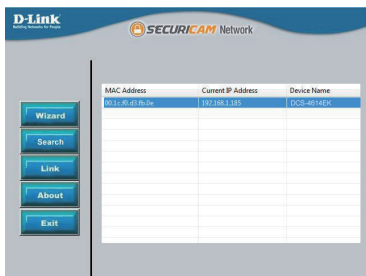 D-Link
Building Networks for People
SECURICAM Network
MAC Address Current IP Address Device Name
00.1c.f0.d3.fb.0e 192.168.1.185 DCS-4614EK
Wizard
Search
Link
About
Exit